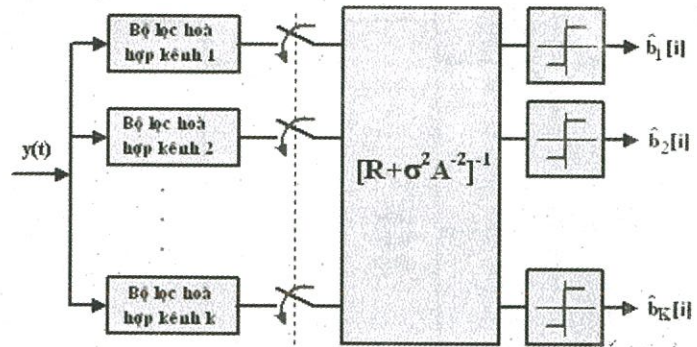 Bộ lọc hoà
hợp kênh 1
b̂₁[i]
Bộ lọc hoà
hợp kênh 2
b̂₂[i]
y(t)
[R+σ²A⁻²]⁻¹
Bộ lọc hoà
hợp kênh k
b̂K[i]